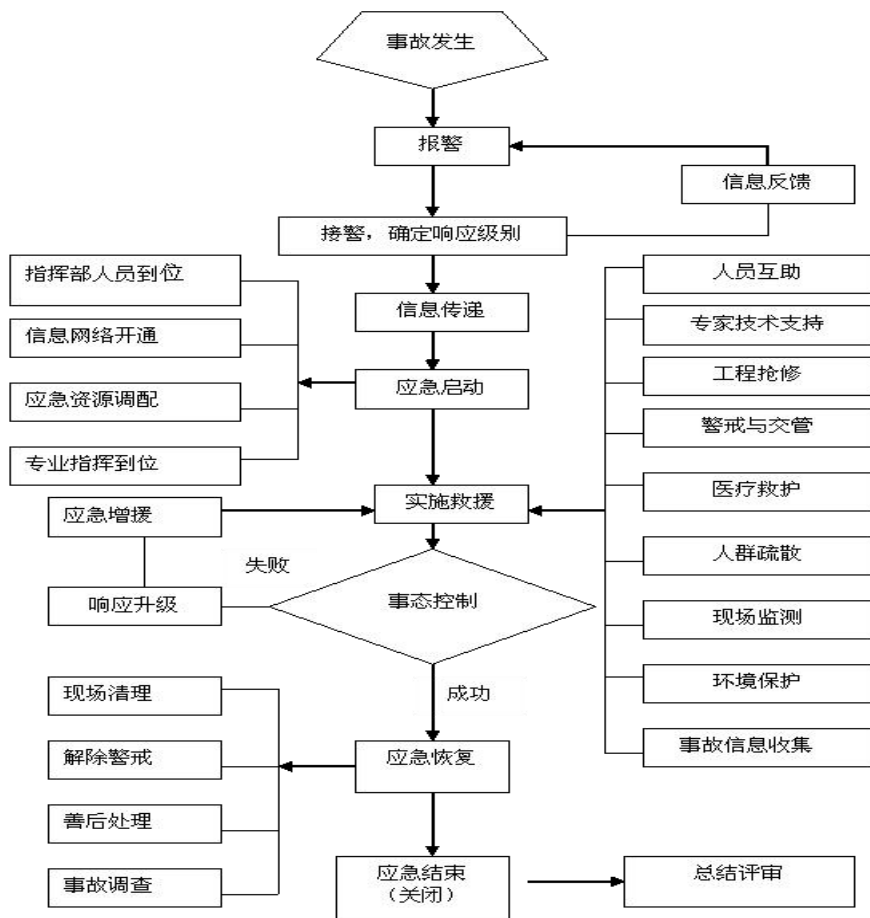 事故发生
报警
信息反馈
接警，确定响应级别
指挥部人员到位
信息网络开通
应急资源调配
专业指挥到位
信息传递
应急启动
人员互助
专家技术支持
工程抢修
警戒与交管
医疗救护
人群疏散
现场监测
环境保护
事故信息收集
应急增援
实施救援
失败
响应升级
事态控制
成功
现场清理
解除警戒
善后处理
事故调查
应急恢复
应急结束
（关闭）
总结评审